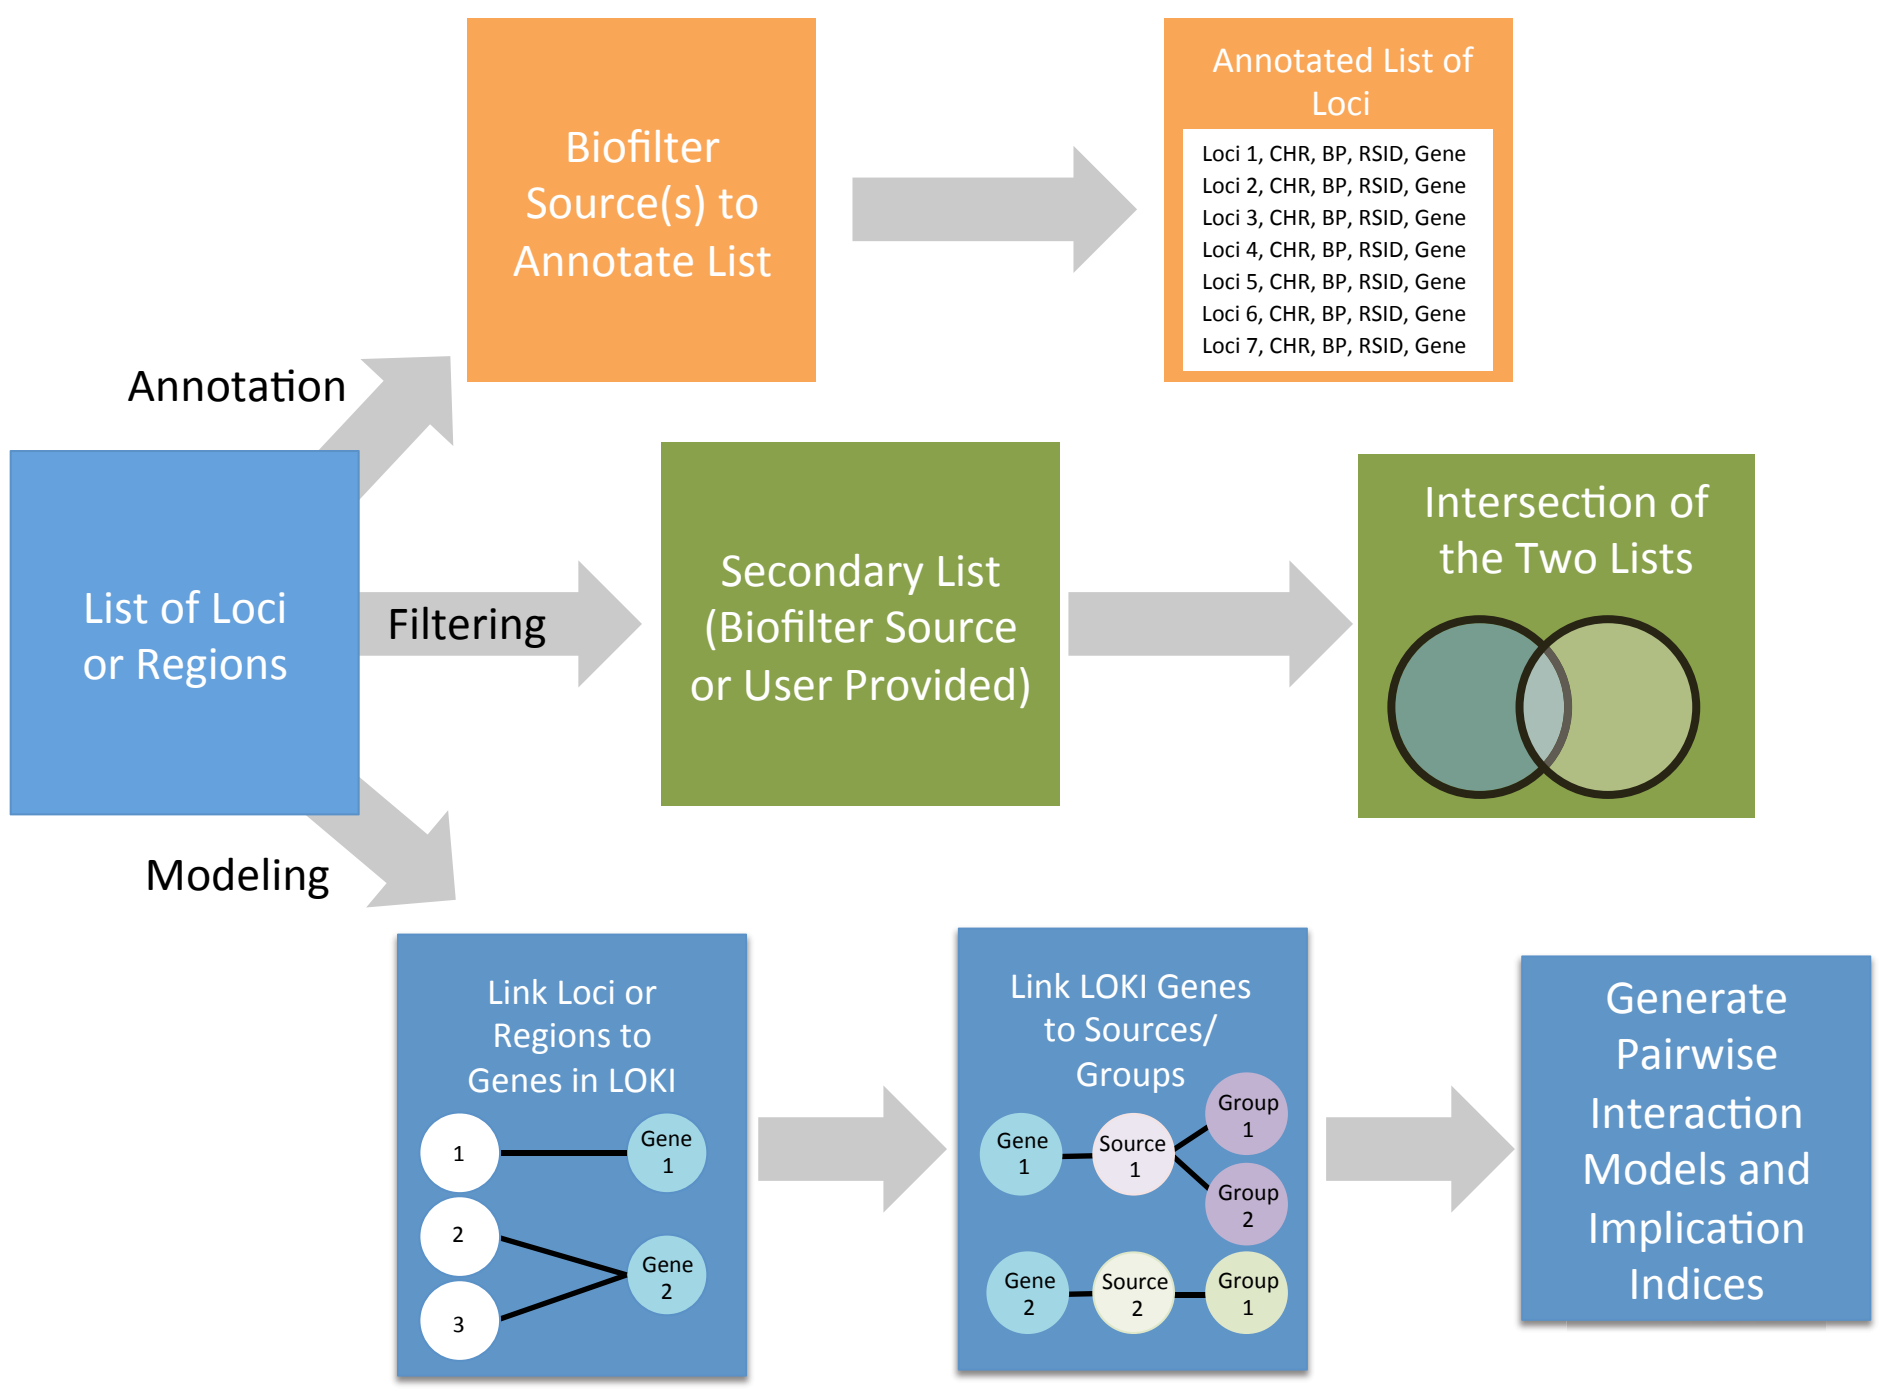 Biofilter
Source(s) to
Annotate List
Annotated List of
Loci
Loci 1, CHR, BP, RSID, Gene
Loci 2, CHR, BP, RSID, Gene
Loci 3, CHR, BP, RSID, Gene
Loci 4, CHR, BP, RSID, Gene
Loci 5, CHR, BP, RSID, Gene
Loci 6, CHR, BP, RSID, Gene
Loci 7, CHR, BP, RSID, Gene
Annotation
List of Loci
or Regions
Filtering
Secondary List
(Biofilter Source
or User Provided)
Intersection of
the Two Lists
Modeling
Link Loci or
Regions to
Genes in LOKI
1
Gene
1
2
Gene
2
3
Link LOKI Genes
to Sources/
Groups
Gene
1
Source
1
Group
1
Group
2
Gene
2
Source
2
Group
1
Generate
Pairwise
Interaction
Models and
Implication
Indices